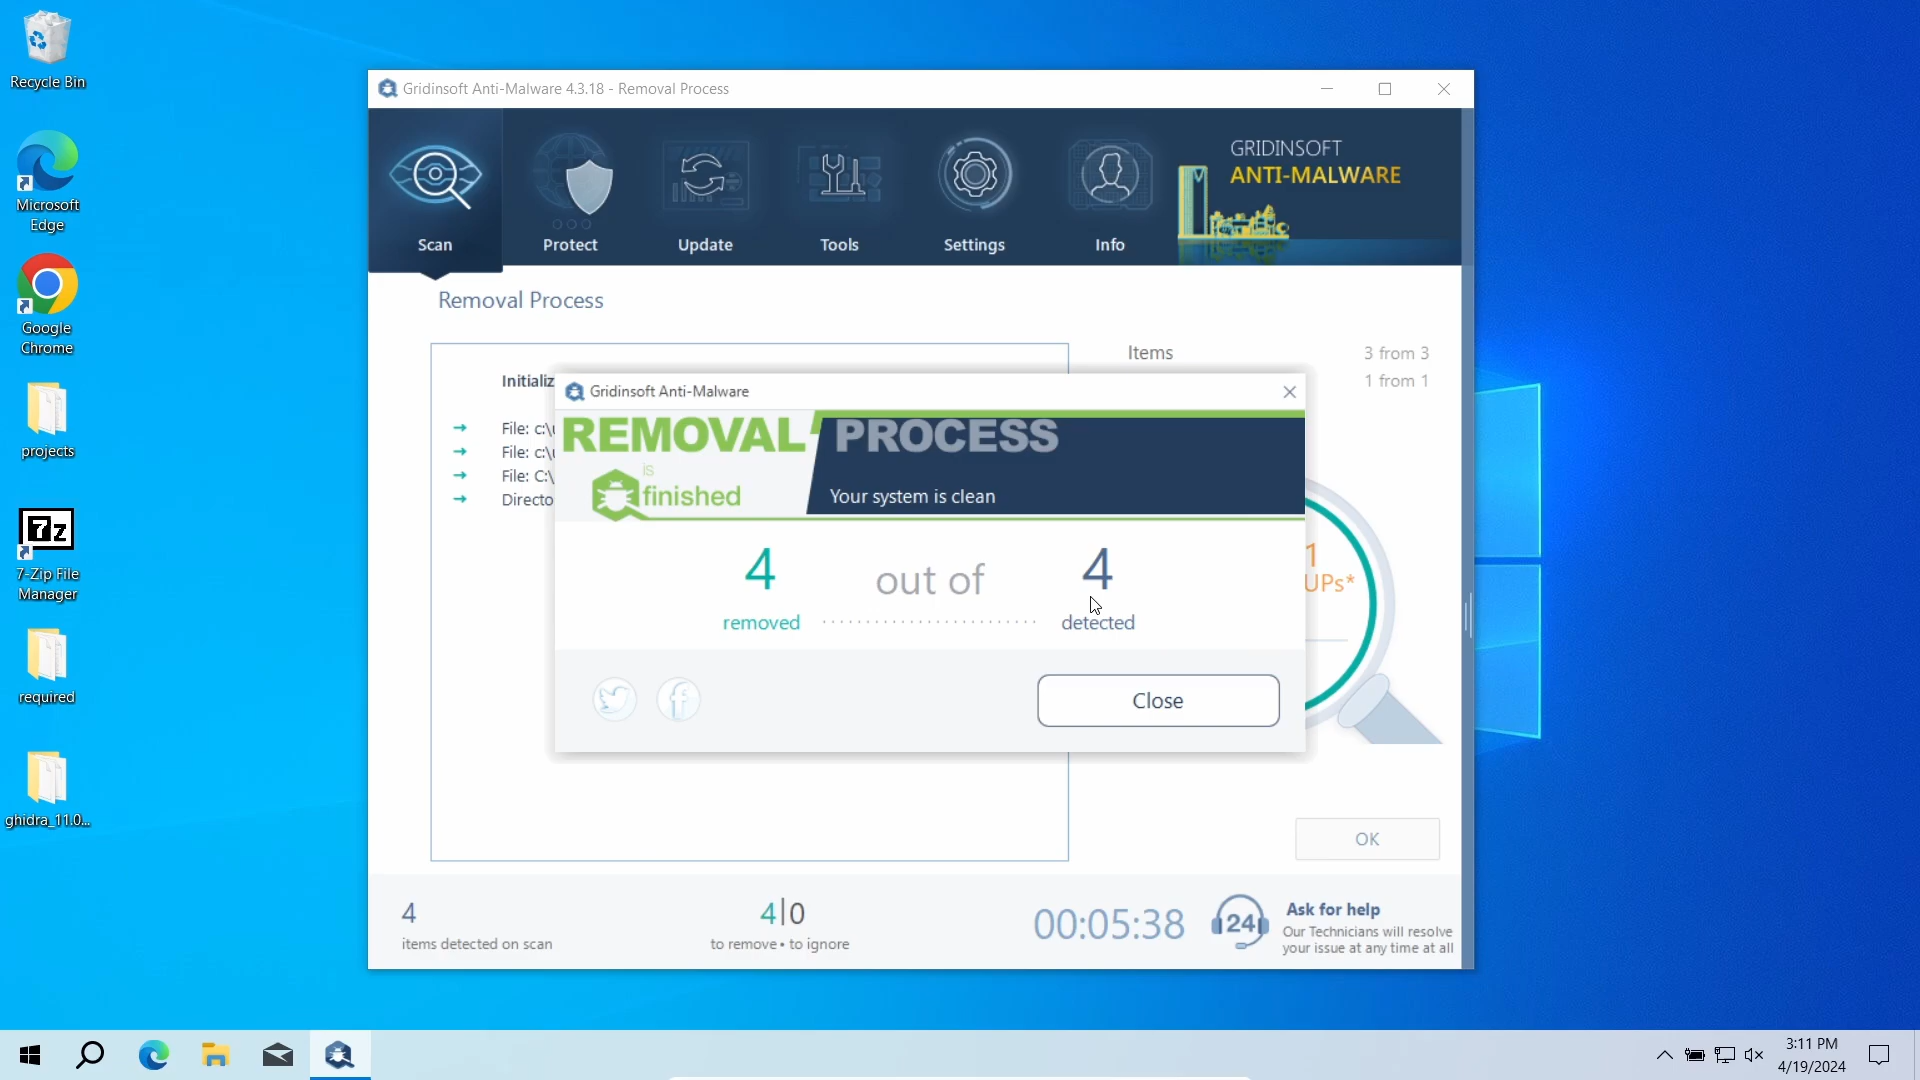 Recycle Bin
Microsoft
Edge
Google
Chrome
projects
7z
7-Zip File
Manager
required
ghidra_11.0...
Gridinsoft Anti-Malware 4.3.18 - Removal Process
Scan
Protect
Update
Tools
Settings
Info
GRIDINSOFT
ANTI-MALWARE
Removal Process
Items
3 from 3
1 from 1
Initializ
File: c:\u
File: c:\u
File: C:\
Directo
Gridinsoft Anti-Malware
REMOVAL PROCESS
is
finished
Your system is clean
4
out of
4
removed
detected
Close
1
UPs*
OK
4
items detected on scan
4|0
to remove • to ignore
00:05:38
24
Ask for help
Our Technicians will resolve
your issue at any time at all
3:11 PM
4/19/2024